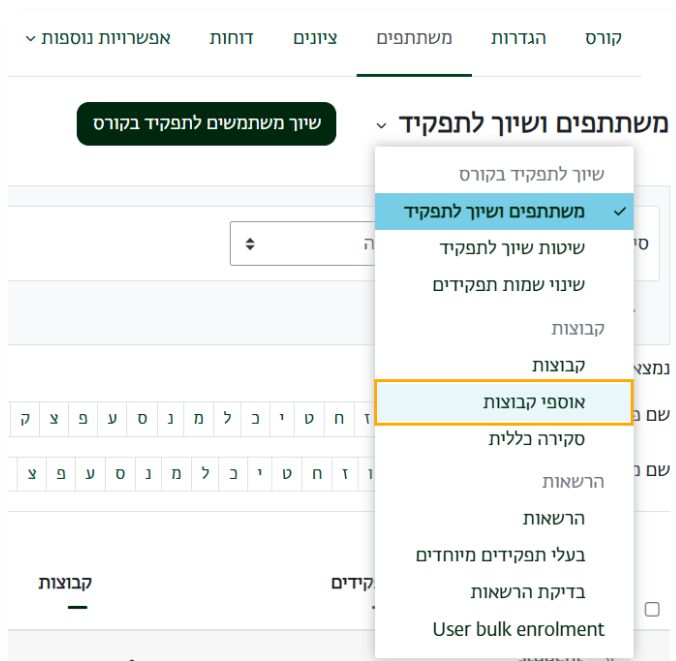 קורס הגדרות משתתפים ציונים דוחות אפשרויות נוספות
משתתפים ושיוך לתפקיד
שיוך משתמשים לתפקיד בקורס
שיוך לתפקיד בקורס
משתתפים ושיוך לתפקיד
שיטות שיוך לתפקיד
שינוי שמות תפקידים
קבוצות
קבוצות
אוספי קבוצות
סקירה כללית
הרשאות
הרשאות
בעלי תפקידים מיוחדים
בדיקת הרשאות
User bulk enrolment
שם
ז ח ט י כ ל מ נ ס ע פ צ ק
שם
ו ז ח ט י כ ל מ נ ס ע פ צ
קבוצות